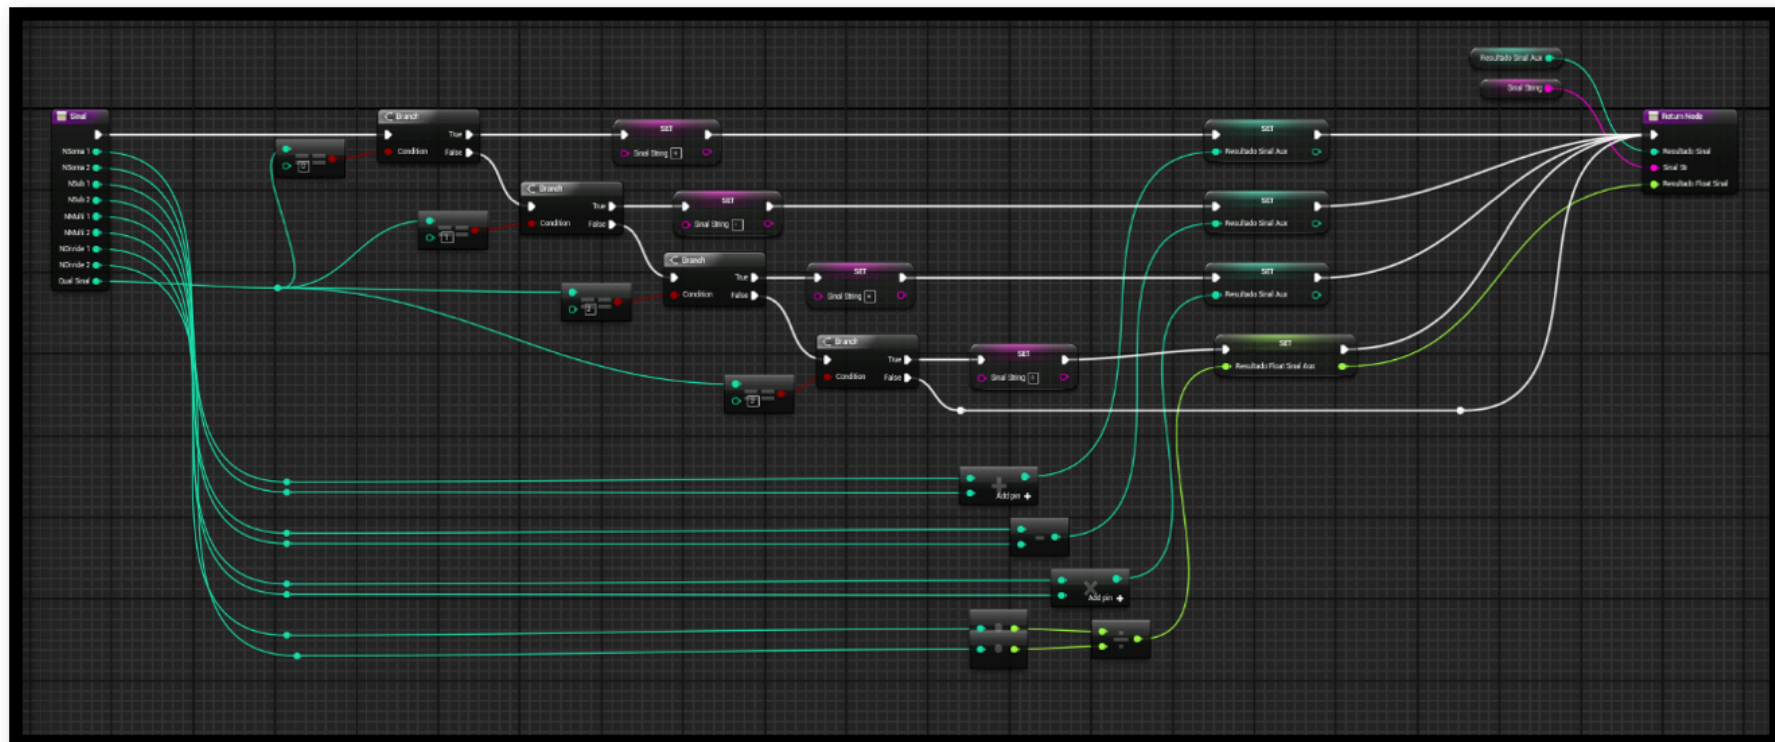 Sinal
NSoma 1
NSoma 2
NSub 1
NSub 2
NMulti 1
NMulti 2
NDivide 1
NDivide 2
Qual Sinal
0
Branch
True
Condition
False
SET
Sinal String +
1
Branch
True
Condition
False
SET
Sinal String -
2
Branch
True
Condition
False
SET
Sinal String
3
Branch
True
Condition
False
SET
Sinal String
SET
Resultado Sinal Aux
SET
Resultado Sinal Aux
SET
Resultado Sinal Aux
SET
Resultado Float Sinal Aux
+
Add pin +
-
×
Add pin +
÷
Resultado Sinal Aux
Sinal String
Return Node
Resultado Sinal
Sinal St
Resultado Float Sinal